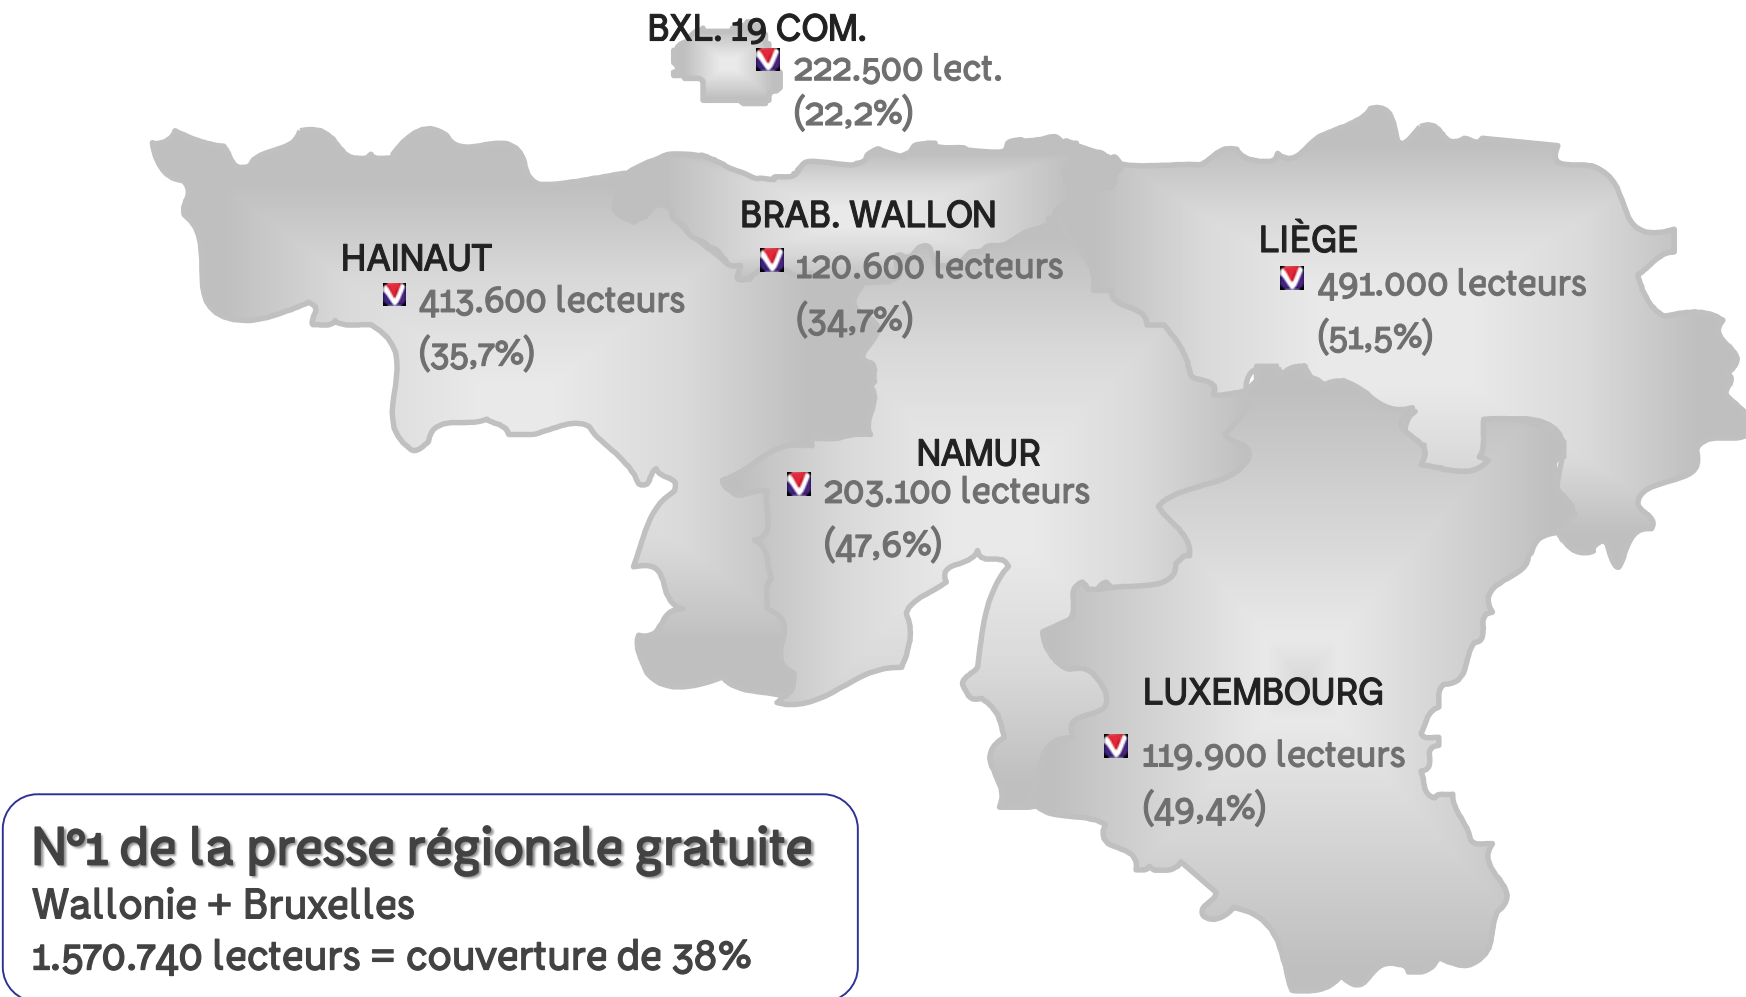 BXL. 19 COM.
222.500 lect.
(22,2%)
BRAB. WALLON
120.600 lecteurs
(34,7%)
LIÈGE
491.000 lecteurs
(51,5%)
HAINAUT
413.600 lecteurs
(35,7%)
NAMUR
203.100 lecteurs
(47,6%)
LUXEMBOURG
119.900 lecteurs
(49,4%)
N°1 de la presse régionale gratuite
Wallonie + Bruxelles
1.570.740 lecteurs = couverture de 38%